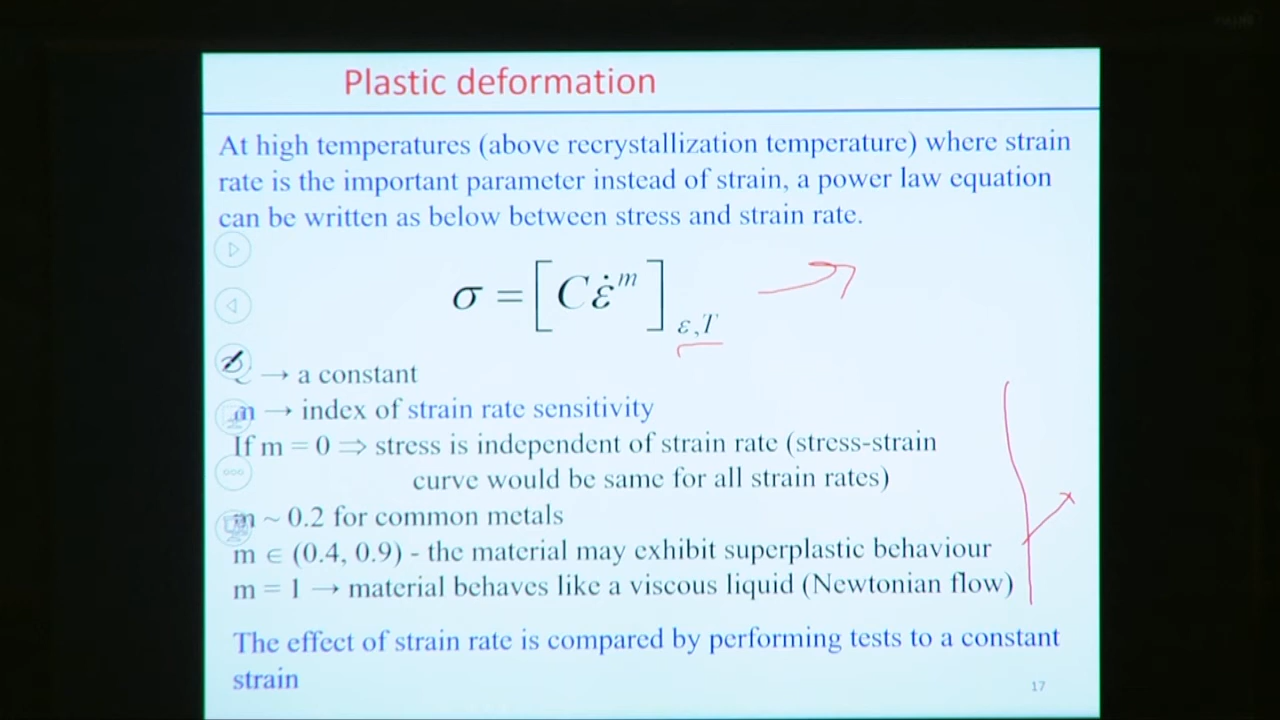 Plastic deformation
At high temperatures (above recrystallization temperature) where strain
rate is the important parameter instead of strain, a power law equation
can be written as below between stress and strain rate.
σ = [Cε̇ᵐ] ε,T
→ a constant
m → index of strain rate sensitivity
If m = 0 ⇒ stress is independent of strain rate (stress-strain
curve would be same for all strain rates)
m ~ 0.2 for common metals
m ∈ (0.4, 0.9) - the material may exhibit superplastic behaviour
m = 1 → material behaves like a viscous liquid (Newtonian flow)
The effect of strain rate is compared by performing tests to a constant
strain
17